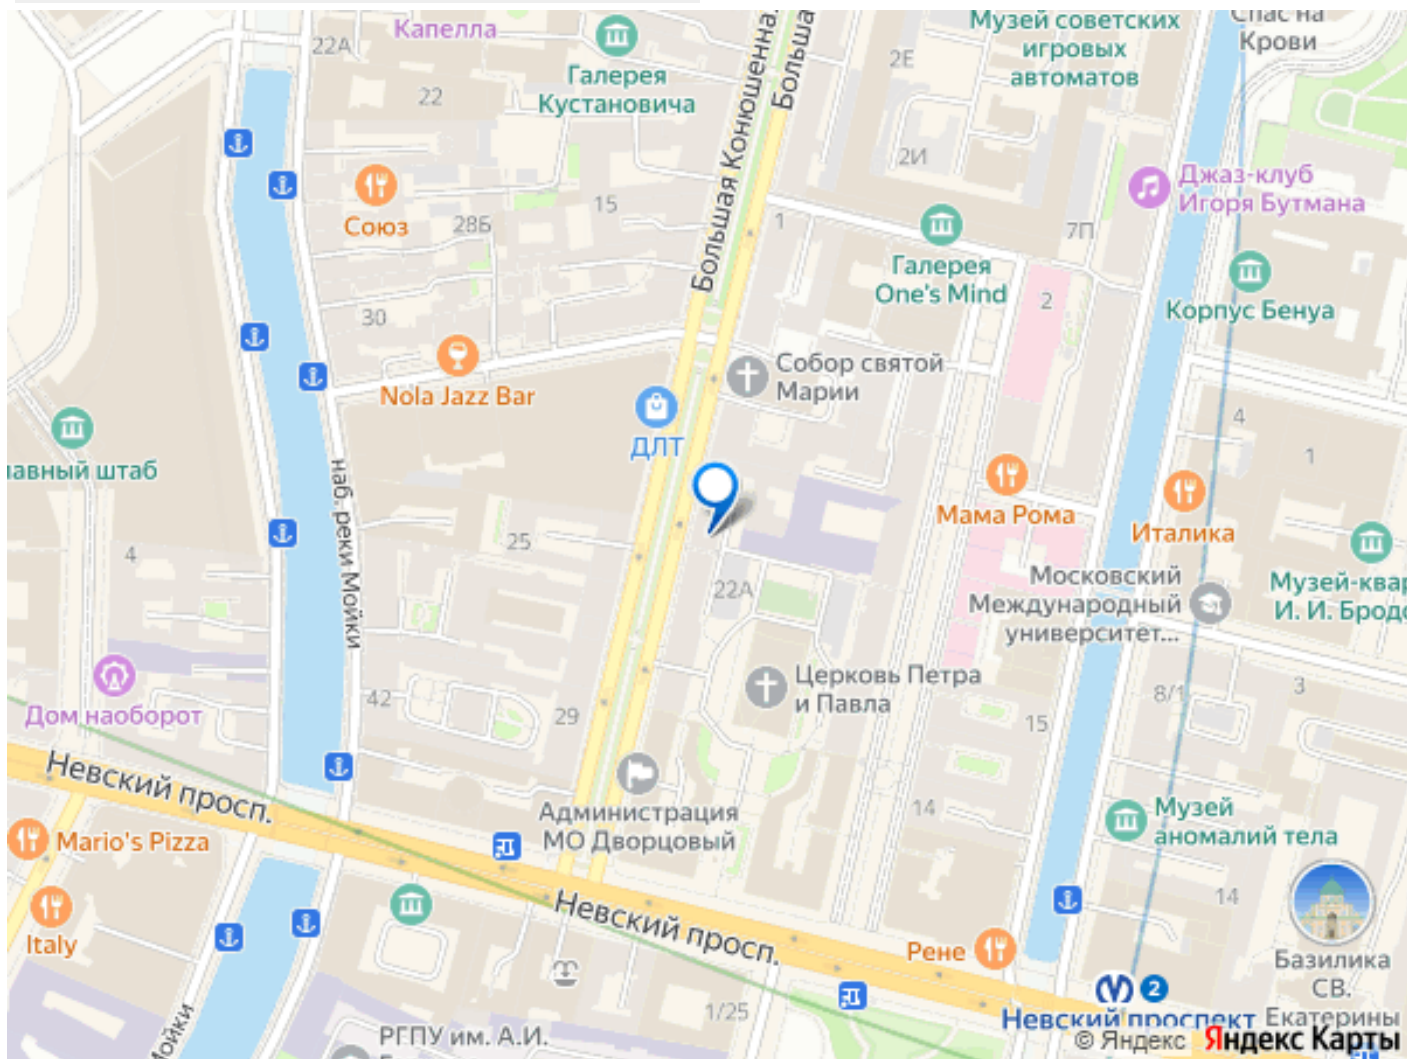 22А
Капелла
Галерея
Кустановича
22
Большая Конюшенная
Большая
2Е
Музей советских
игровых
автоматов
Спас на
Крови
2И
Джаз-клуб
Игоря Бутмана
Союз
28Б
15
1
7П
Галерея
One's Mind
2
Корпус Бенуа
30
Nola Jazz Bar
Собор святой
Марии
ДЛТ
4
1
лавный штаб
наб. реки Мойки
Мама Рома
Италика
4
25
22А
Московский
Международный
университет...
Музей-квар
И. И. Бродс
Дом наоборот
42
29
Церковь Петра
и Павла
8/1
3
15
Невский просп.
Администрация
МО Дворцовый
14
Музей
аномалий тела
Mario's Pizza
14
Italy
Невский просп.
Рене
Базилика
СВ.
Екатерины
2
Невский проспект
1/25
Мойки
РГПУ им. А.И.
© Яндекс Яндекс Карты